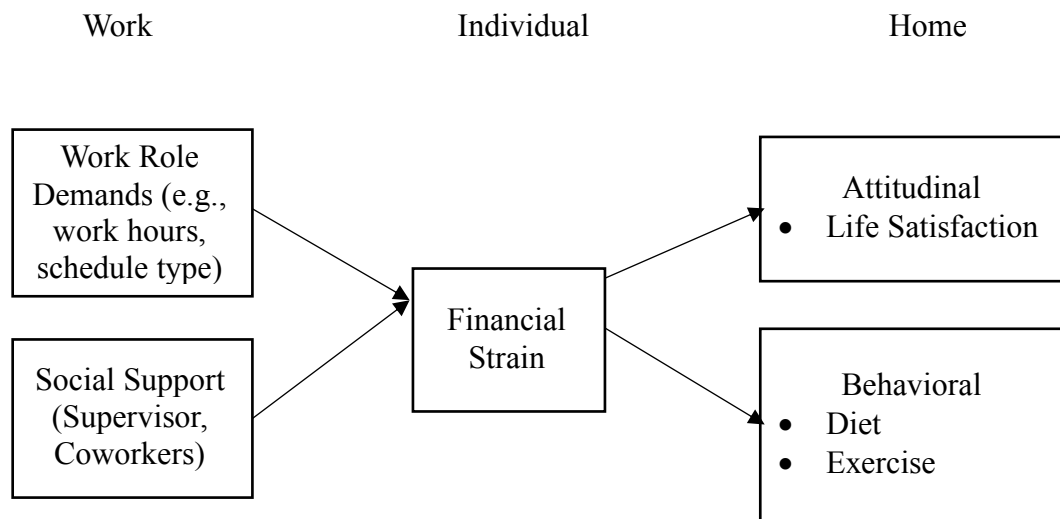 Work
Individual
Home
Work Role
Demands (e.g.,
work hours,
schedule type)
Social Support
(Supervisor,
Coworkers)
Financial
Strain
Attitudinal
• Life Satisfaction
Behavioral
• Diet
• Exercise